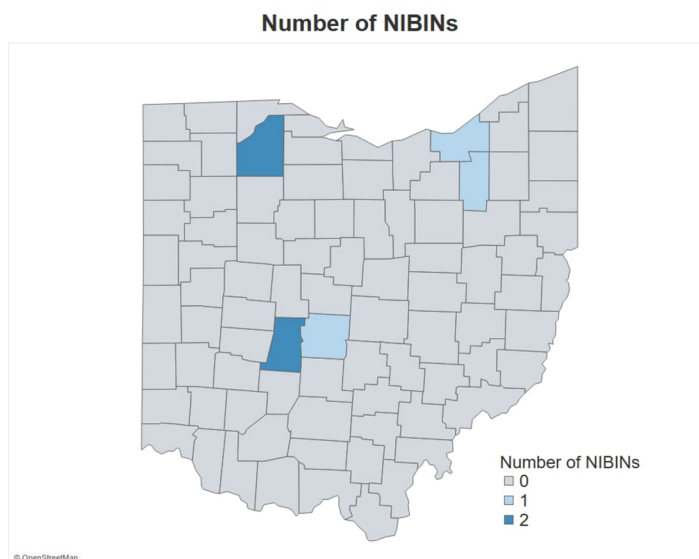 Number of NIBINs
Number of NIBINs
0
1
2
© OpenStreetMap